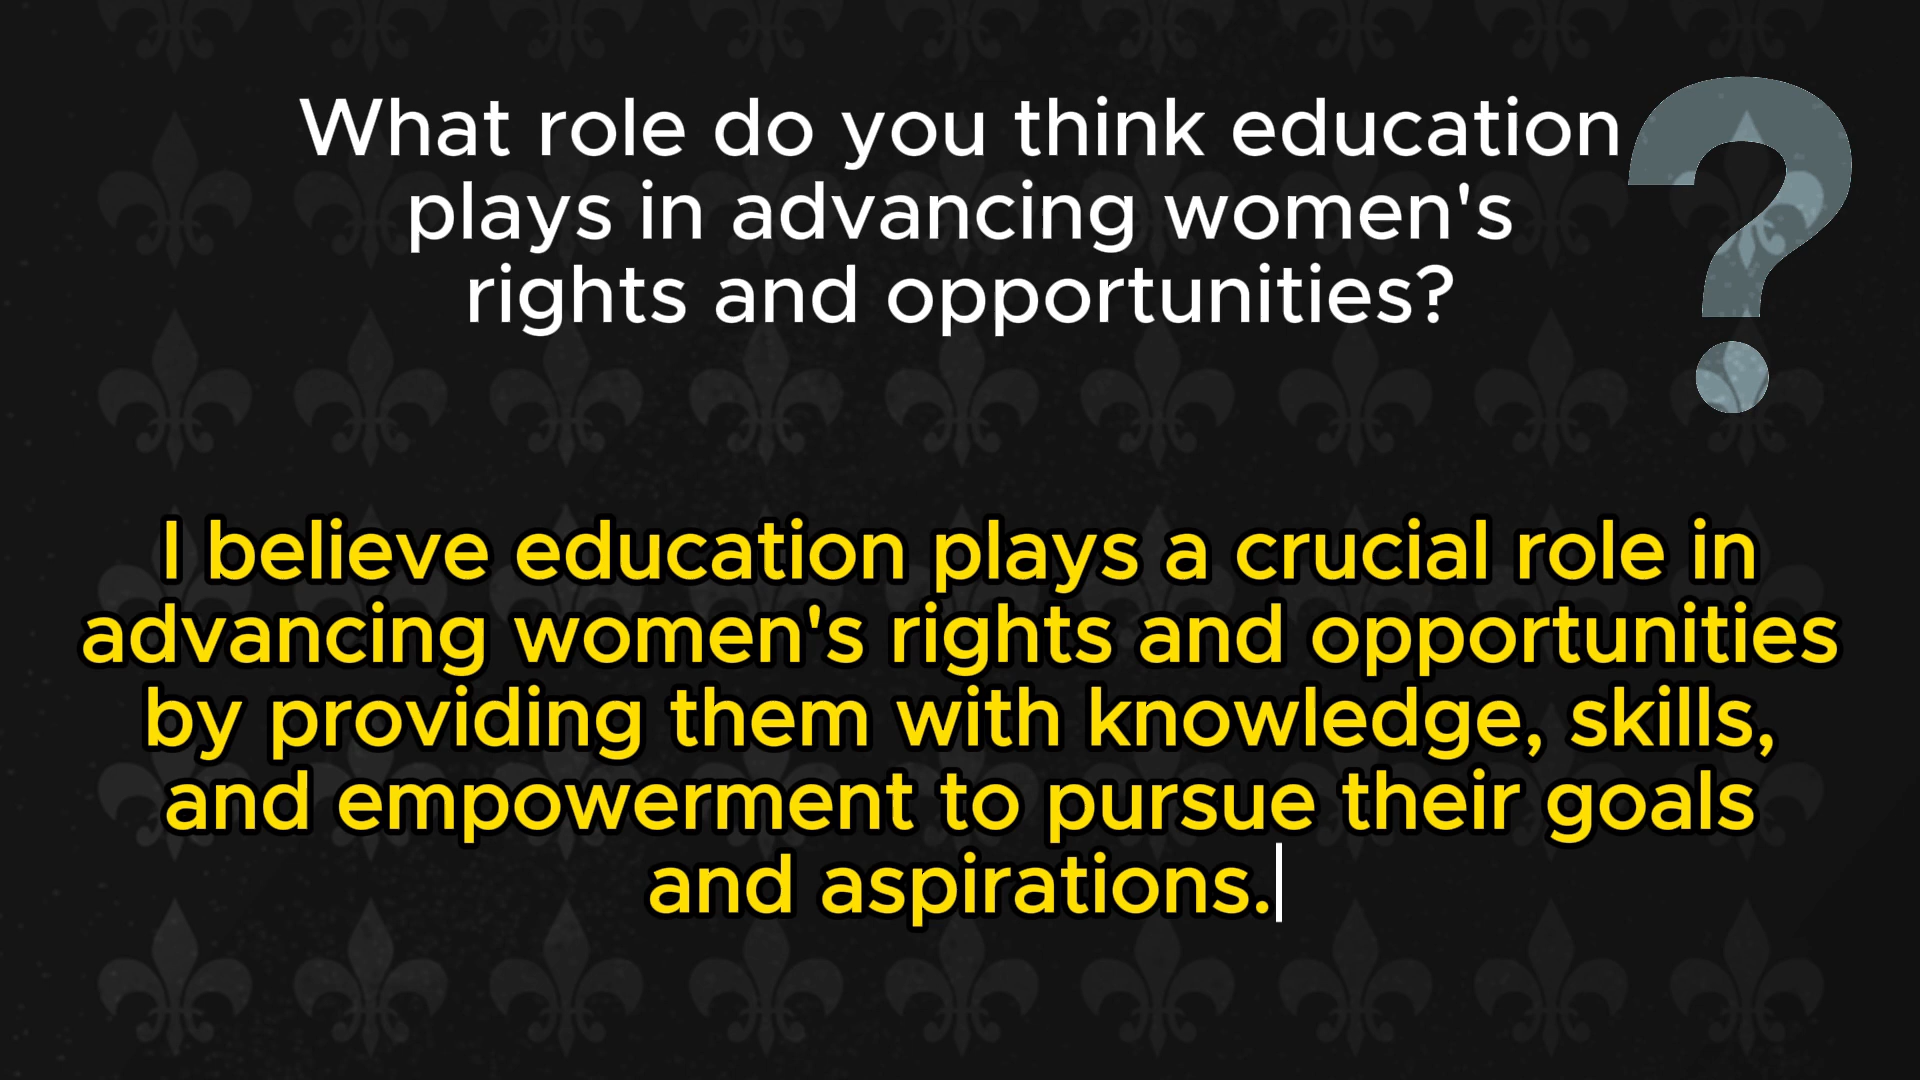 What role do you think education
plays in advancing women's
rights and opportunities?
?
I believe education plays a crucial role in
advancing women's rights and opportunities
by providing them with knowledge, skills,
and empowerment to pursue their goals
and aspirations.